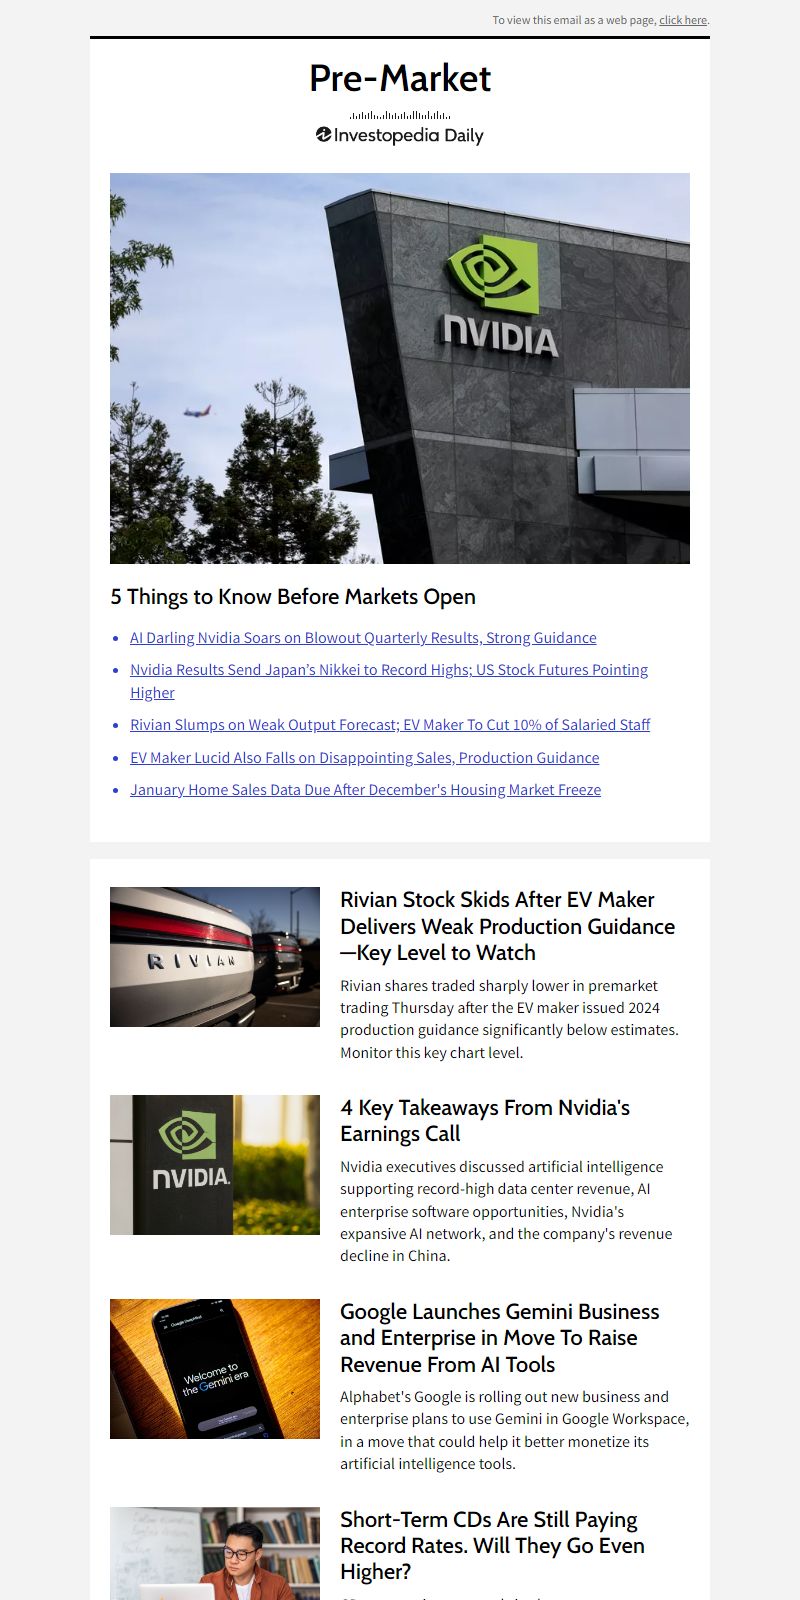 To view this email as a web page, click here.
Pre-Market
Investopedia Daily
NVIDIA
5 Things to Know Before Markets Open
AI Darling Nvidia Soars on Blowout Quarterly Results, Strong Guidance
Nvidia Results Send Japan’s Nikkei to Record Highs; US Stock Futures Pointing
Higher
Rivian Slumps on Weak Output Forecast; EV Maker To Cut 10% of Salaried Staff
EV Maker Lucid Also Falls on Disappointing Sales, Production Guidance
January Home Sales Data Due After December's Housing Market Freeze
RIVIAN
Rivian Stock Skids After EV Maker
Delivers Weak Production Guidance
—Key Level to Watch
Rivian shares traded sharply lower in premarket
trading Thursday after the EV maker issued 2024
production guidance significantly below estimates.
Monitor this key chart level.
NVIDIA.
4 Key Takeaways From Nvidia's
Earnings Call
Nvidia executives discussed artificial intelligence
supporting record-high data center revenue, AI
enterprise software opportunities, Nvidia's
expansive AI network, and the company's revenue
decline in China.
Welcome to
the Gemini era
Google Launches Gemini Business
and Enterprise in Move To Raise
Revenue From AI Tools
Alphabet's Google is rolling out new business and
enterprise plans to use Gemini in Google Workspace,
in a move that could help it better monetize its
artificial intelligence tools.
Short-Term CDs Are Still Paying
Record Rates. Will They Go Even
Higher?